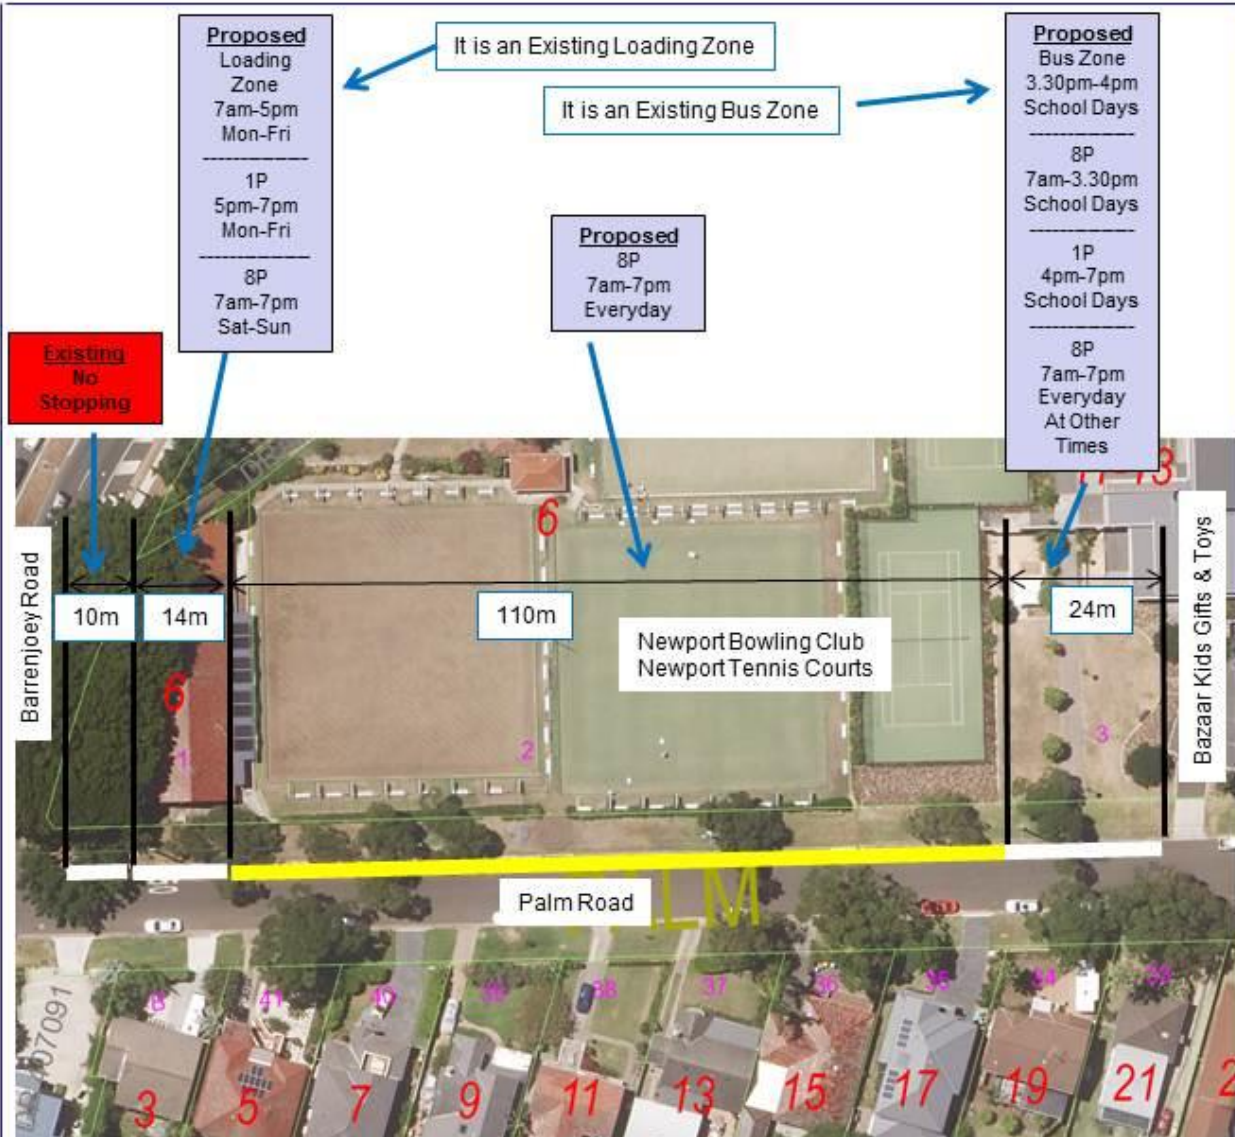 Proposed
Loading
Zone
7am-5pm
Mon-Fri
--------------------
1P
5pm-7pm
Mon-Fri
--------------------
8P
7am-7pm
Sat-Sun
It is an Existing Loading Zone
It is an Existing Bus Zone
Proposed
Bus Zone
3.30pm-4pm
School Days
--------------------
8P
7am-3.30pm
School Days
--------------------
1P
4pm-7pm
School Days
--------------------
8P
7am-7pm
Everyday
At Other
Times
Proposed
8P
7am-7pm
Everyday
Existing
No
Stopping
6
Barrenjoey Road
10m
14m
110m
24m
Bazaar Kids Gifts & Toys
Newport Bowling Club
Newport Tennis Courts
6
1
2
3
Palm Road
41
40
38
37
36
35
34
3
5
7
9
11
13
15
17
19
21